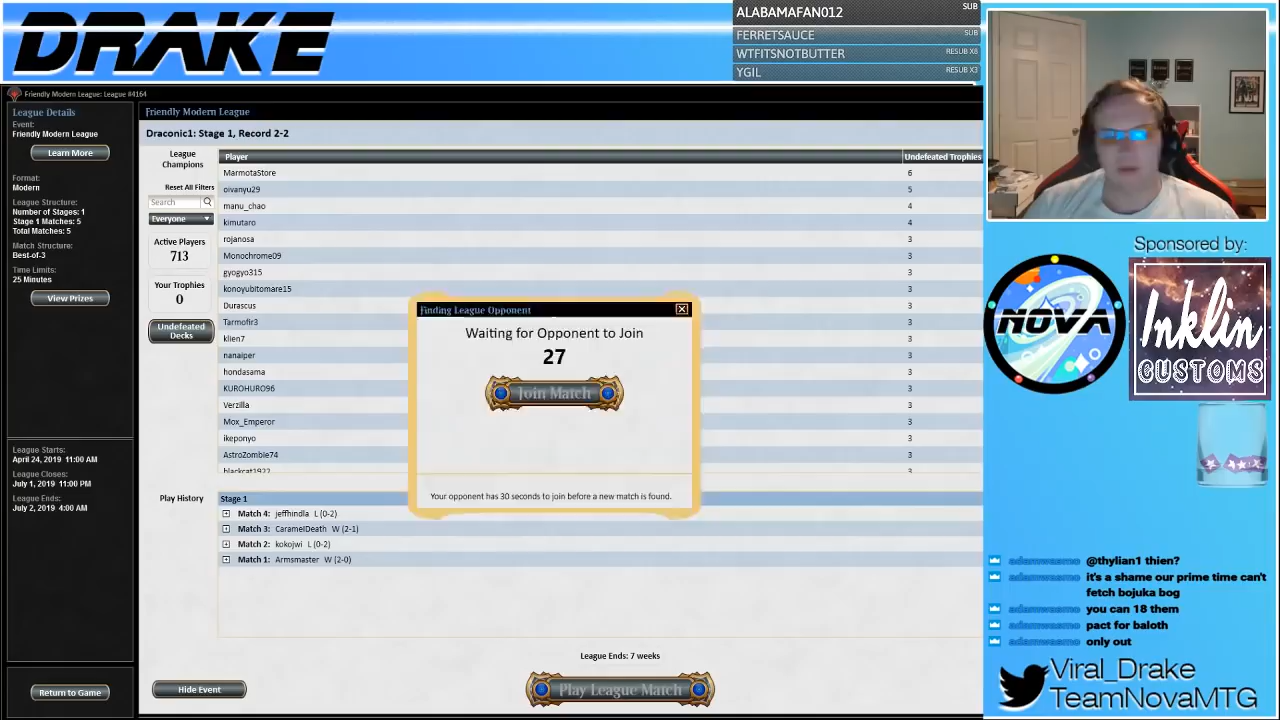 DRAKE
ALABAMAFAN012 SUB
FERRETSAUCE SUB
WTFITSNOTBUTTER RESUB X6
YGIL RESUB X3
Friendly Modern League: League #4164
League Details
Event:
Friendly Modern League
Learn More
Format:
Modern
League Structure:
Number of Stages: 1
Stage 1 Matches: 5
Total Matches: 5
Match Structure:
Best-of-3
Time Limits:
25 Minutes
View Prizes
League Starts:
April 24, 2019 11:00 AM
League Closes:
July 1, 2019 11:00 PM
League Ends:
July 2, 2019 4:00 AM
Return to Game
Friendly Modern League
Draconic1: Stage 1, Record 2-2
League
Champions
Reset All Filters
Search
Everyone
Active Players
713
Your Trophies
0
Undefeated
Decks
Player Undefeated Trophies
MarmotaStore 6
oivanyu29 5
manu_chao 4
kimutaro 4
rojanosa 3
Monochrome09 3
gyogyo315 3
konoyubitomare15 3
Durascus 3
Tarmofir3 3
klien7 3
nanaiper 3
hondasama 3
KUROHURO96 3
Verzilla 3
Mox_Emperor 3
ikeponyo 3
AstroZombie74 3
blackcat1922 3
Finding League Opponent
Waiting for Opponent to Join
27
Join Match
Your opponent has 30 seconds to join before a new match is found.
Play History
Stage 1
Match 4: jeffhindla L (0-2)
Match 3: CaramelDeath W (2-1)
Match 2: kokojwi L (0-2)
Match 1: Armsmaster W (2-0)
League Ends: 7 weeks
Hide Event
Play League Match
Sponsored by:
NOVA
Inklin
CUSTOMS
@thylian1 thien?
it's a shame our prime time can't
fetch bojuka bog
you can 18 them
pact for baloth
only out
Viral_Drake
TeamNovaMTG